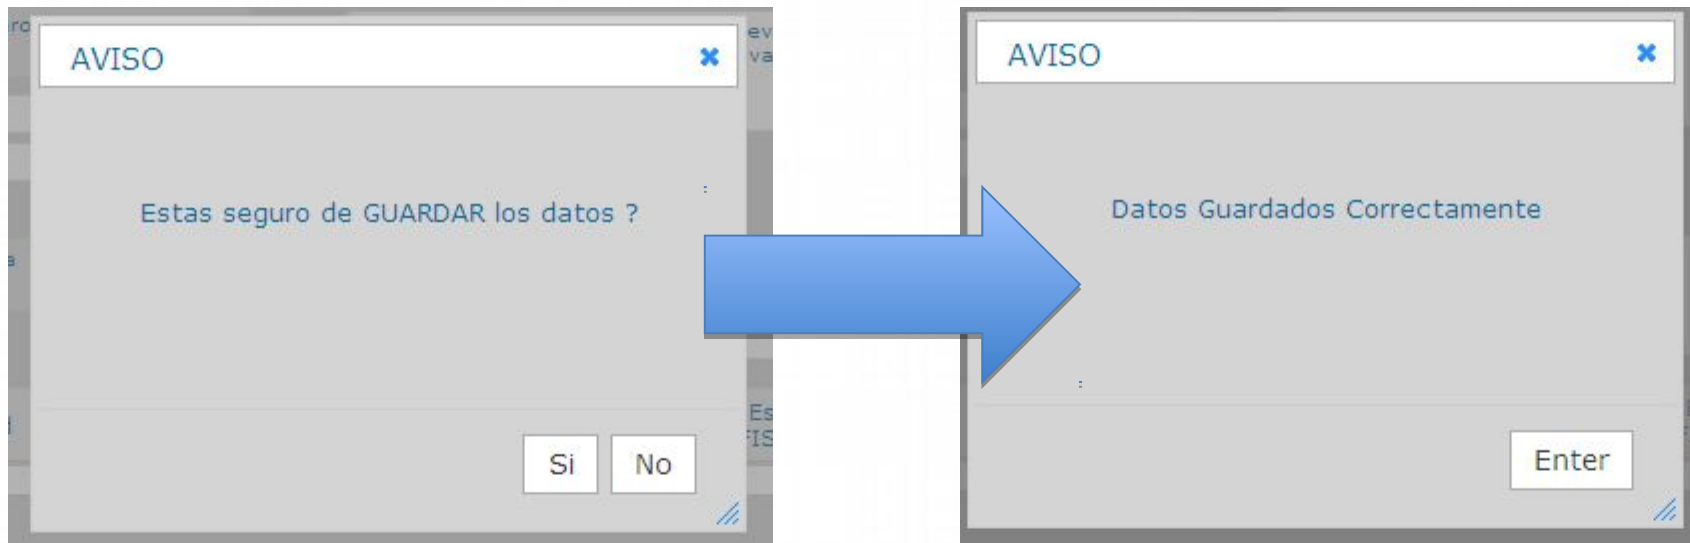 AVISO
Estas seguro de GUARDAR los datos ?
Si
No
AVISO
Datos Guardados Correctamente
Enter